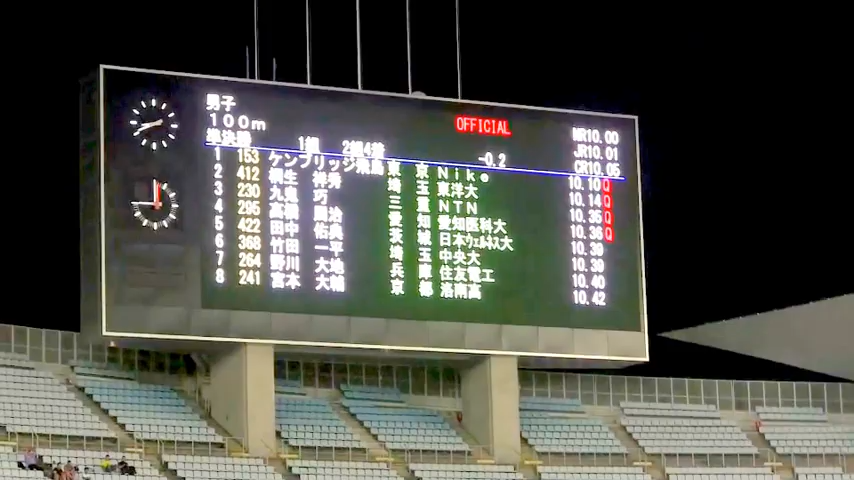 男子
100m
OFFICIAL
NR10.00
JR10.01
準決勝 1組 2組4着
-0.2 CR10.05
1 153 ケンブリッジ飛鳥 東京 Nike 10.10 Q
2 412 桐生 祥秀 埼玉 東洋大 10.14 Q
3 230 九鬼 巧 三重 NTN 10.35 Q
4 295 高橋 周治 愛知 愛知医科大 10.36 Q
5 422 田中 佑典 茨城 日本ウェルネス大 10.39
6 368 竹田 一平 埼玉 中央大 10.39
7 264 野川 大地 兵庫 住友電工 10.40
8 241 宮本 大輔 京都 洛南高 10.42